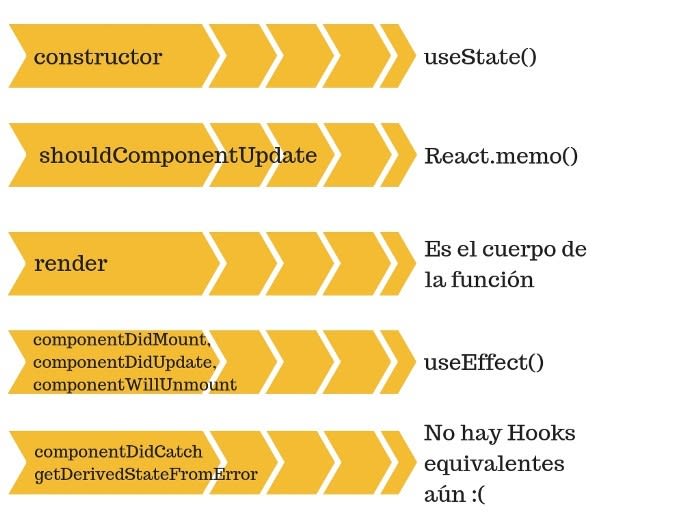 constructor
useState()
shouldComponentUpdate
React.memo()
render
Es el cuerpo de
la función
componentDidMount,
componentDidUpdate,
componentWillUnmount
useEffect()
componentDidCatch
getDerivedStateFromError
No hay Hooks
equivalentes
aún :(